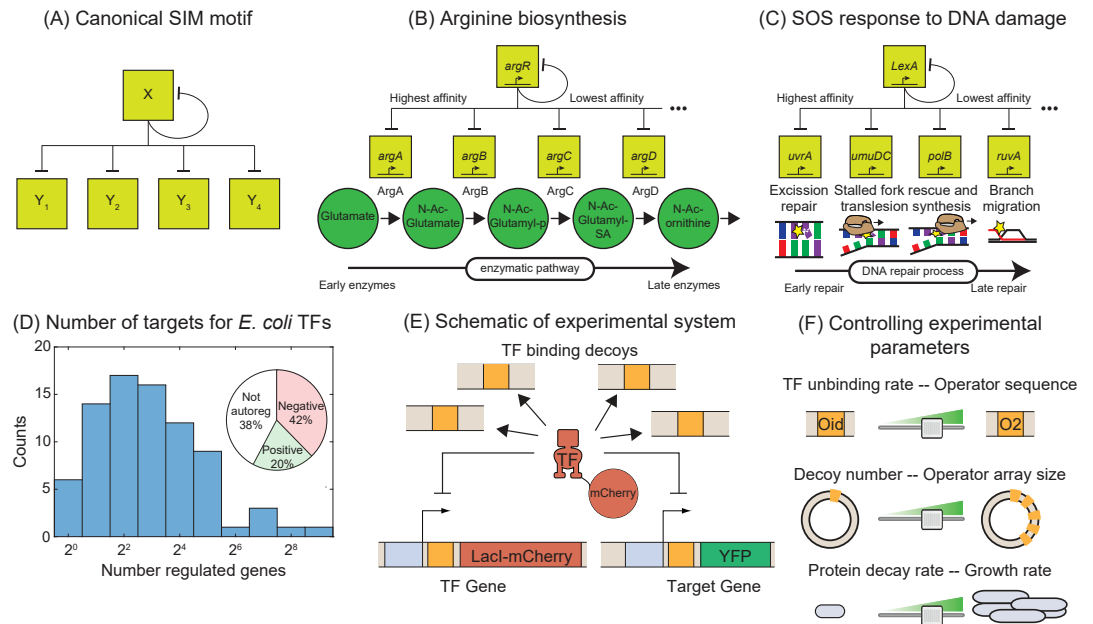 (A) Canonical SIM motif
X
Y1 Y2 Y3 Y4
(B) Arginine biosynthesis
argR
Highest affinity Lowest affinity
argA argB argC argD
ArgA ArgB ArgC ArgD
Glutamate
N-Ac-
Glutamate
N-Ac-
Glutamyl-p
N-Ac-
Glutamyl-
SA
N-Ac-
ornithine
enzymatic pathway
Early enzymes Late enzymes
(C) SOS response to DNA damage
LexA
Highest affinity Lowest affinity
uvrA umuDC polB ruvA
Excission
repair
Stalled fork rescue and
translesion synthesis
Branch
migration
DNA repair process
Early repair Late repair
(D) Number of targets for E. coli TFs
20
15
10
5
0
Counts
2^0 2^2 2^4 2^6 2^8
Number regulated genes
Not
autoreg
38%
Negative
42%
Positive
20%
(E) Schematic of experimental system
TF binding decoys
TF
mCherry
LacI-mCherry
YFP
TF Gene
Target Gene
(F) Controlling experimental
parameters
TF unbinding rate -- Operator sequence
Oid O2
Decoy number -- Operator array size
Protein decay rate -- Growth rate